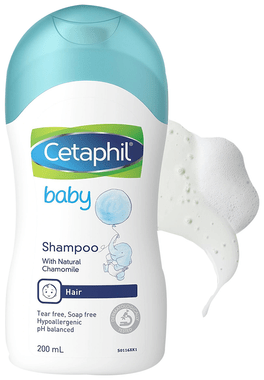 Cetaphil®
baby
Shampoo
With Natural
Chamomile
Hair
Tear free, Soap free
Hypoallergenic
pH balanced
200 mL